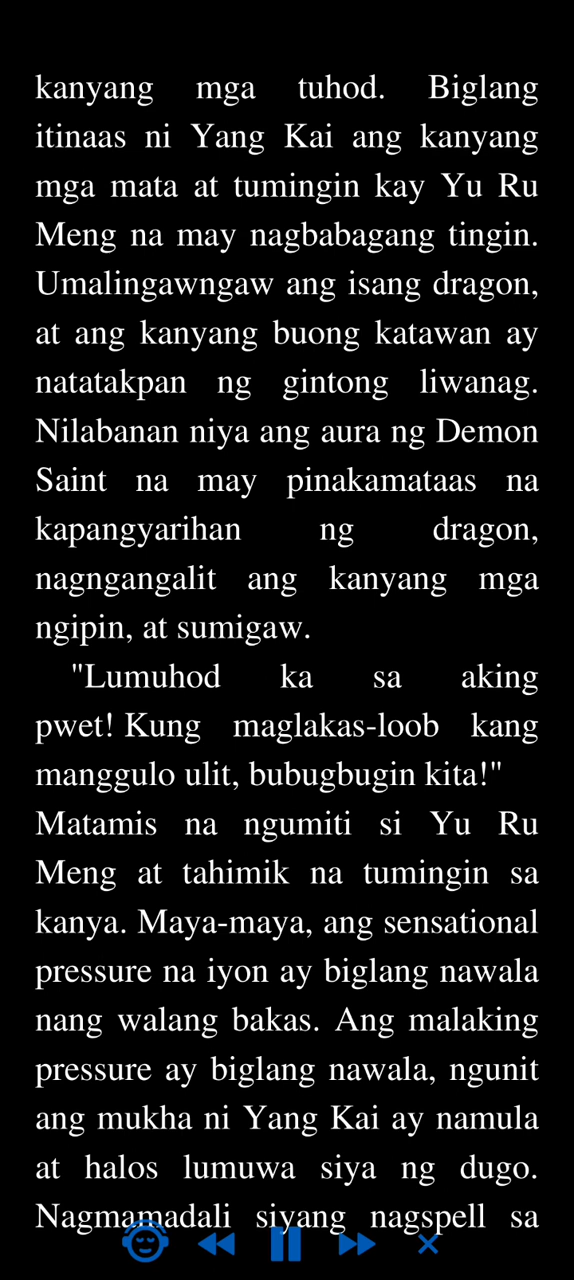 kanyang mga tuhod. Biglang
itinaas ni Yang Kai ang kanyang
mga mata at tumingin kay Yu Ru
Meng na may nagbabagang tingin.
Umalingawngaw ang isang dragon,
at ang kanyang buong katawan ay
natatakpan ng gintong liwanag.
Nilabanan niya ang aura ng Demon
Saint na may pinakamataas na
kapangyarihan ng dragon,
nagngangalit ang kanyang mga
ngipin, at sumigaw.
"Lumuhod ka sa aking
pwet! Kung maglakas-loob kang
manggulo ulit, bubugbugin kita!"
Matamis na ngumiti si Yu Ru
Meng at tahimik na tumingin sa
kanya. Maya-maya, ang sensational
pressure na iyon ay biglang nawala
nang walang bakas. Ang malaking
pressure ay biglang nawala, ngunit
ang mukha ni Yang Kai ay namula
at halos lumuwa siya ng dugo.
Nagmamadali siyang nagspell sa